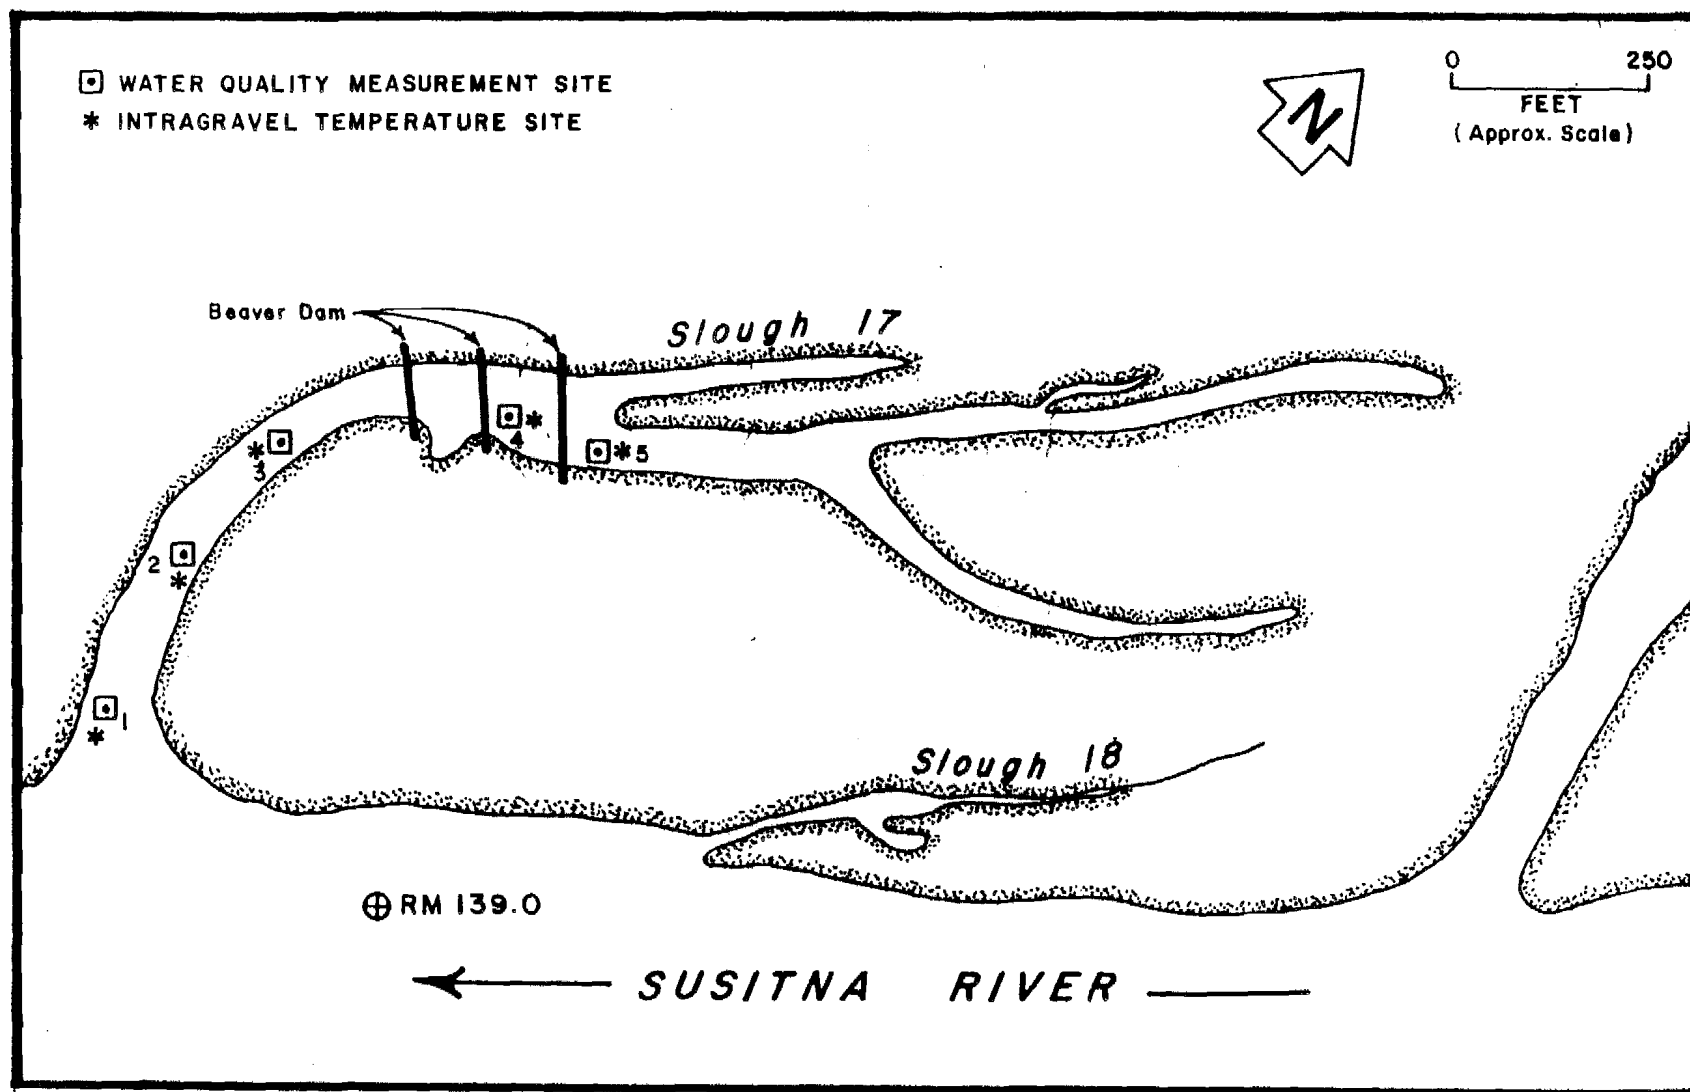 WATER QUALITY MEASUREMENT SITE
* INTRAGRAVEL TEMPERATURE SITE
N
0 250
FEET
(Approx. Scale)
Beaver Dam
Slough 17
4
5
3
2
1
Slough 18
RM 139.0
SUSITNA RIVER